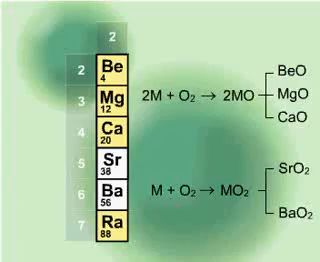 2
2 Be 4
3 Mg 12
4 Ca 20
5 Sr 38
6 Ba 56
7 Ra 88
2M + O₂ → 2MO
BeO
MgO
CaO
M + O₂ → MO₂
SrO₂
BaO₂